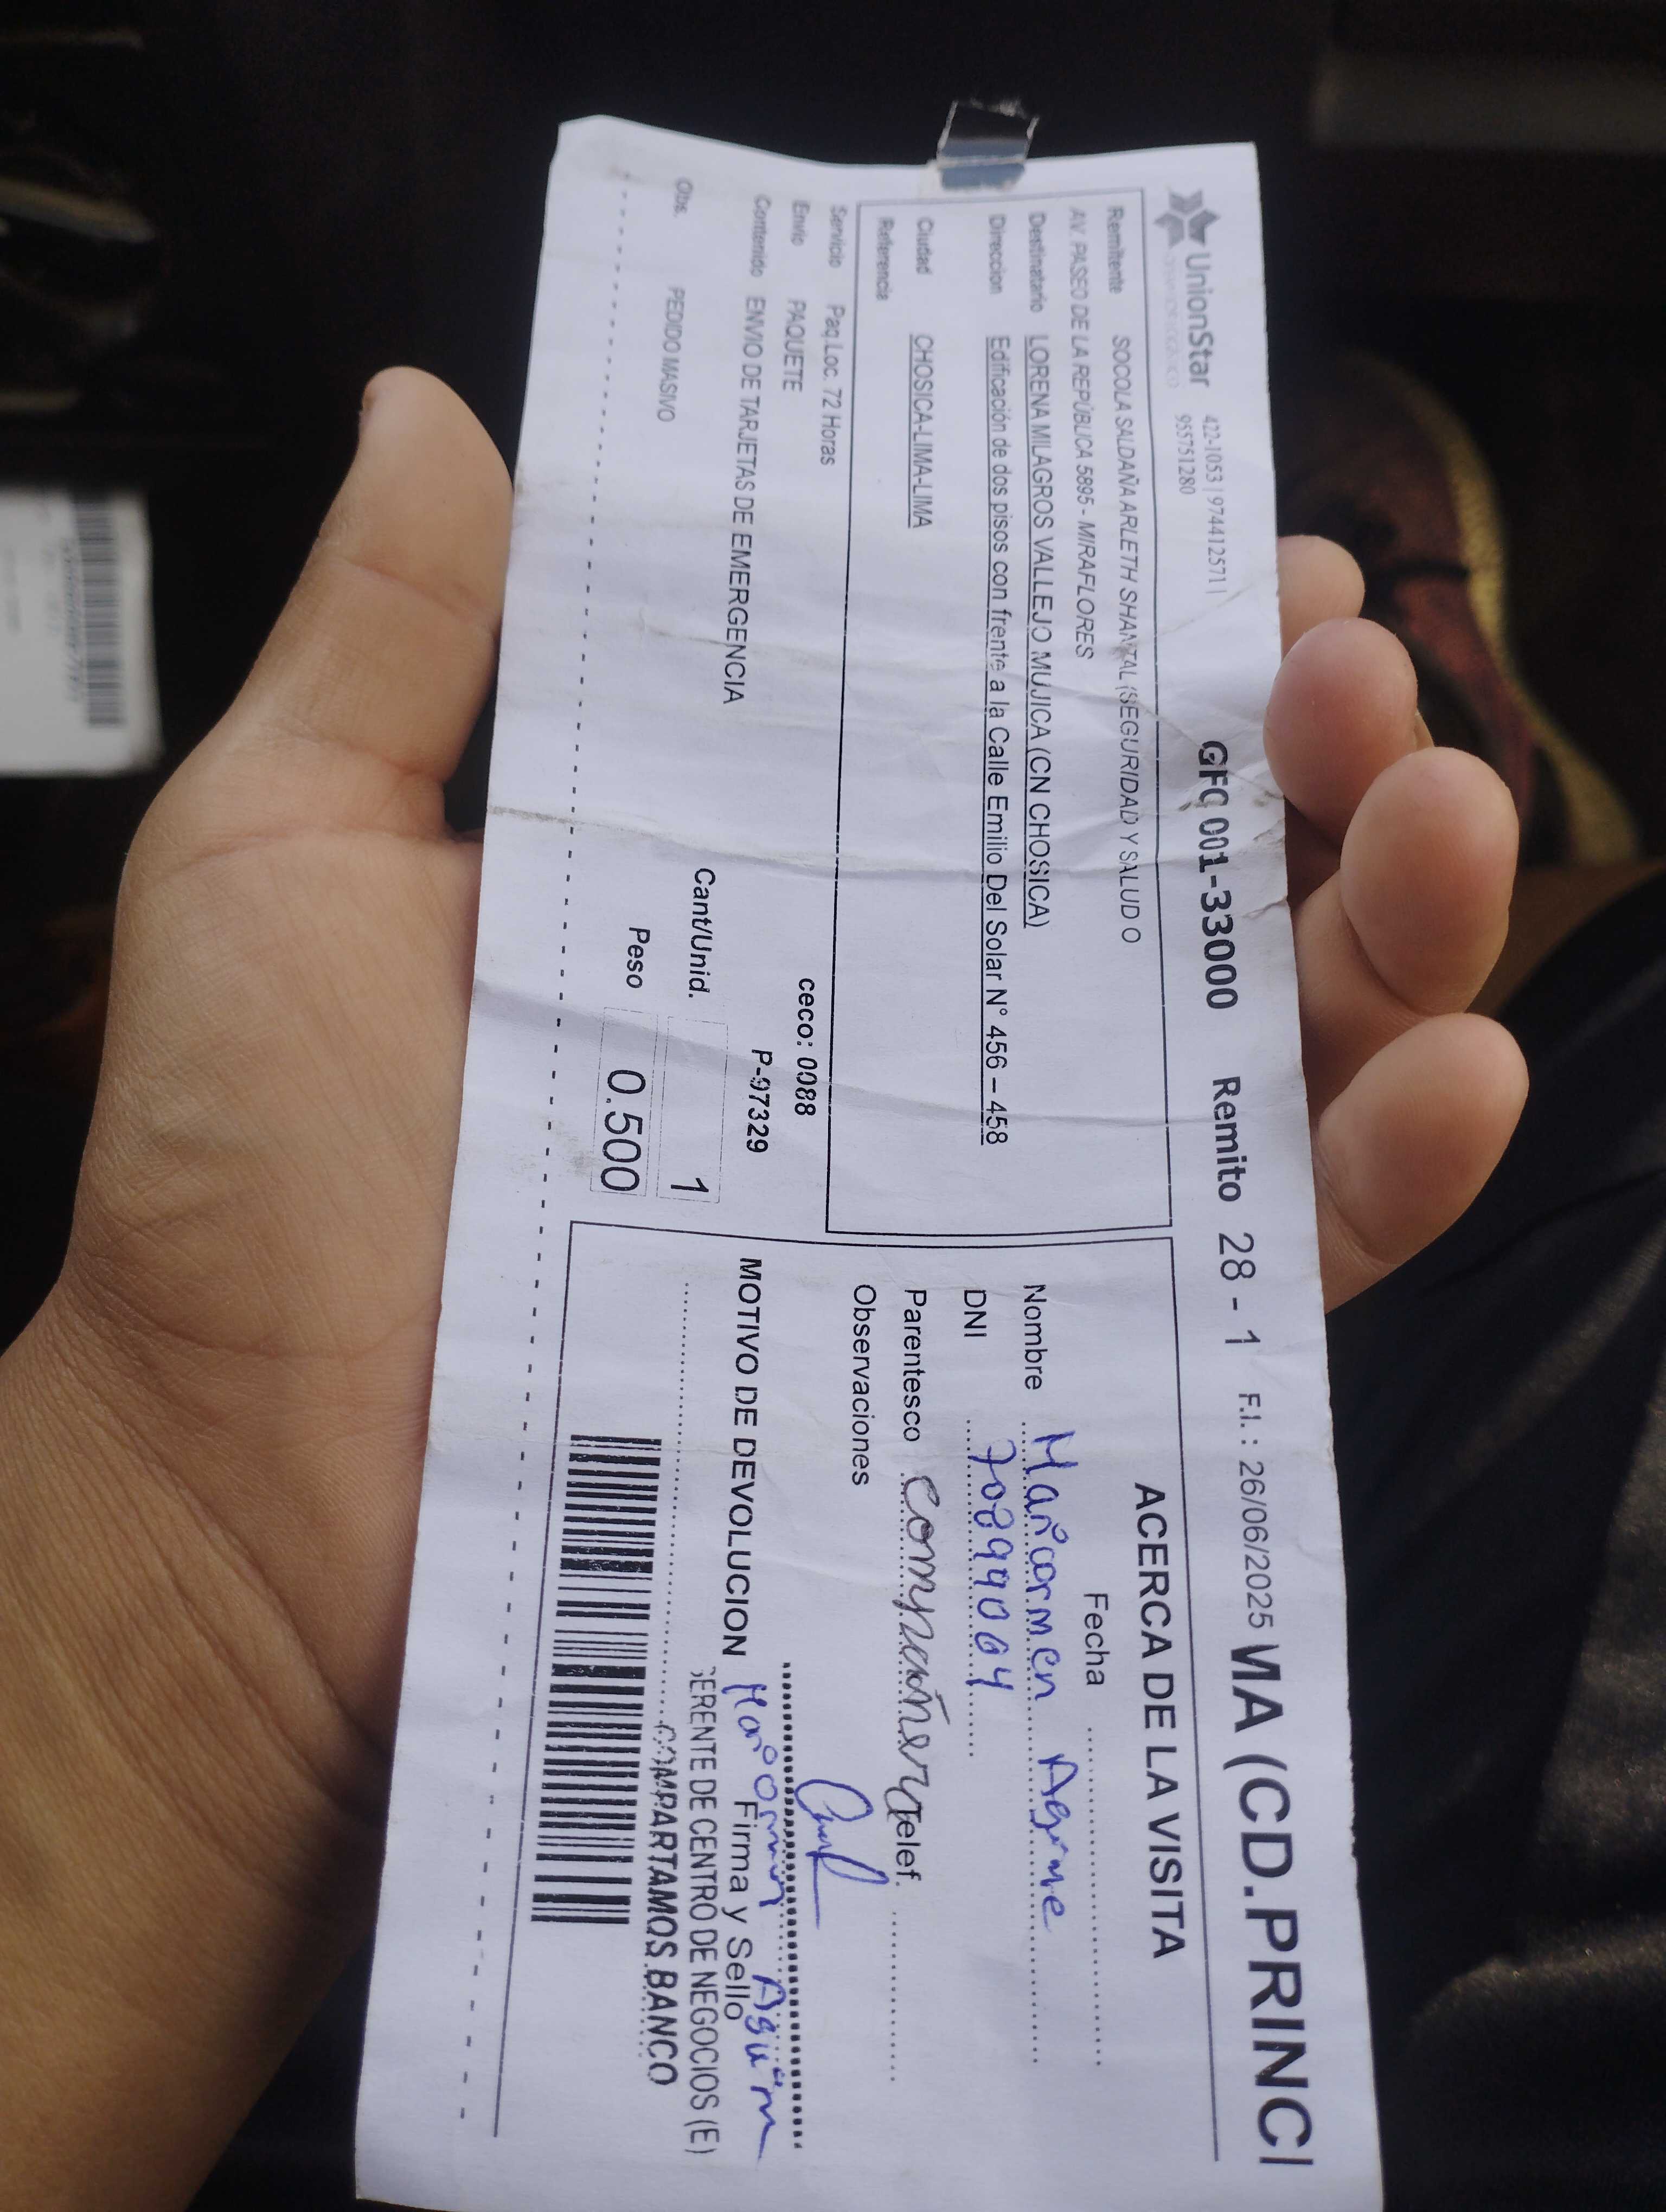 UnionStar
422-1053 | 974412571 |
955751280
GFC 001-33000 Remito 28 - 1 F.I. : 26/06/2025 MA (CD.PRINCI
Remitente SOCOLA SALDAÑA ARLETH SHANTAL (SEGURIDAD Y SALUD O
AV. PASEO DE LA REPÚBLICA 5895 - MIRAFLORES
Destinatario LORENA MILAGROS VALLEJO MUJICA (CN CHOSICA)
Direccion Edificación de dos pisos con frente a la Calle Emilio Del Solar N° 456 – 458
Ciudad CHOSICA-LIMA-LIMA
Referencia
Servicio Paq.Loc. 72 Horas
Envio PAQUETE ceco: 0088
Contenido ENVIO DE TARJETAS DE EMERGENCIA P-97329
Cant/Unid. 1
Obs. PEDIDO MASIVO
Peso 0.500
ACERCA DE LA VISITA
Fecha
Nombre Maricarmen
DNI
Parentesco compañera Telef.
Observaciones
MOTIVO DE DEVOLUCION
Firma y Sello
GERENTE DE CENTRO DE NEGOCIOS (E)
COMPARTAMOS BANCO